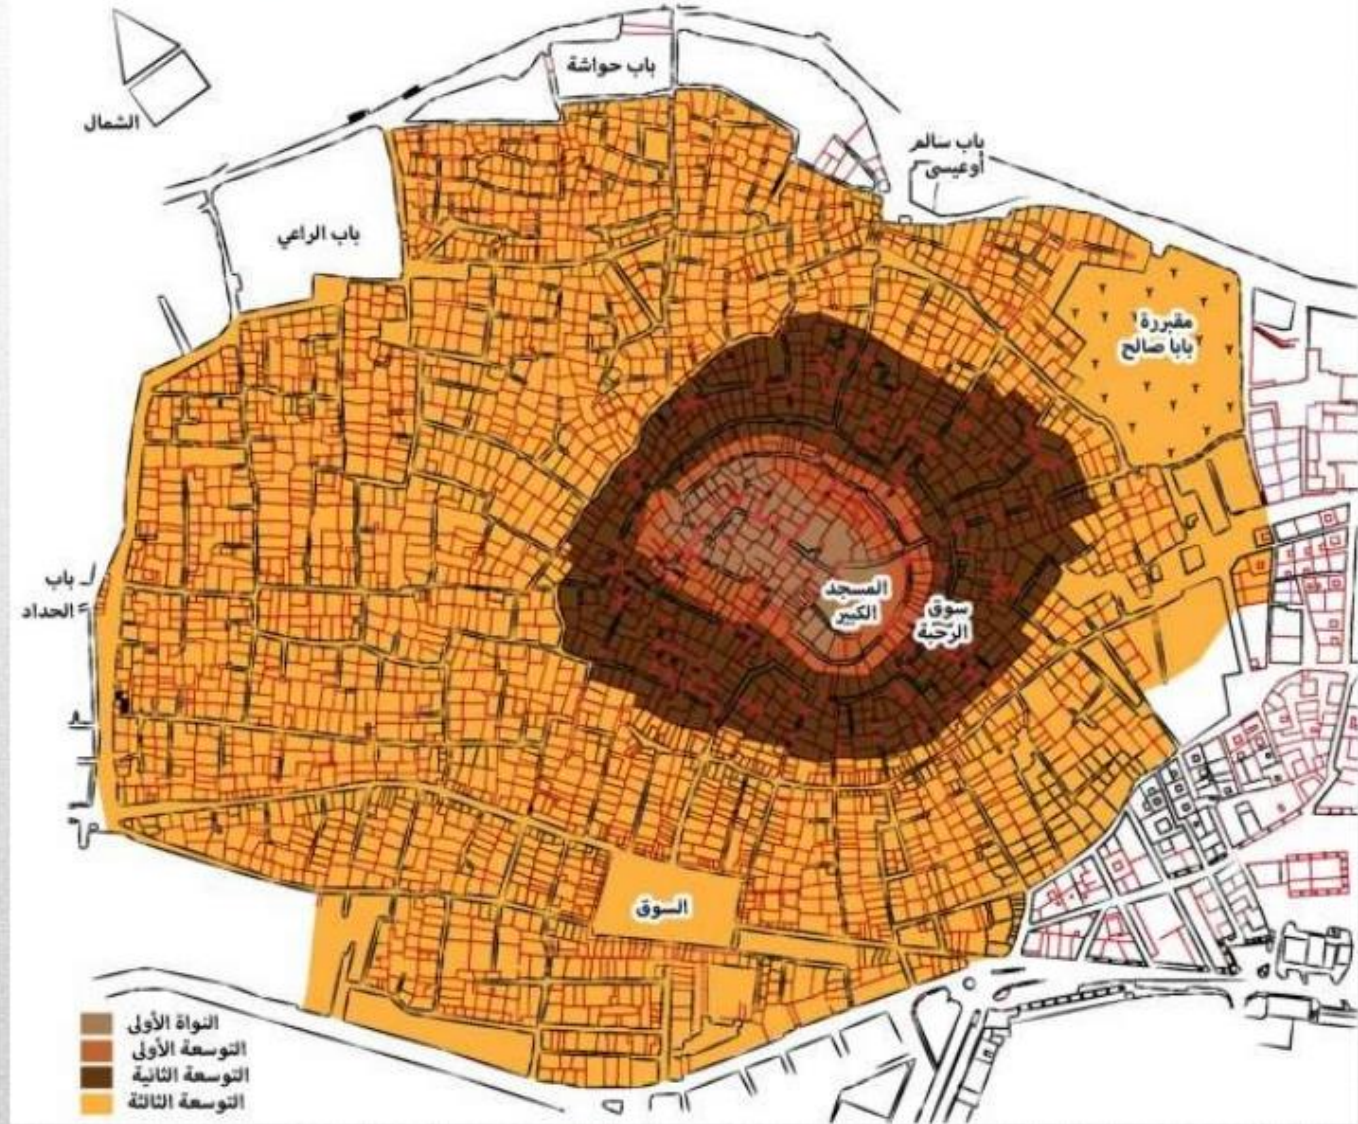 باب حواشة
الشمال
باب سالم
أوعيسى
باب الراعي
مقبررة
بابا صالح
باب
الحداد
المسجد
الكبير
سوق
الرحبة
السوق
النواة الأولى
التوسعة الأولى
التوسعة الثانية
التوسعة الثالثة